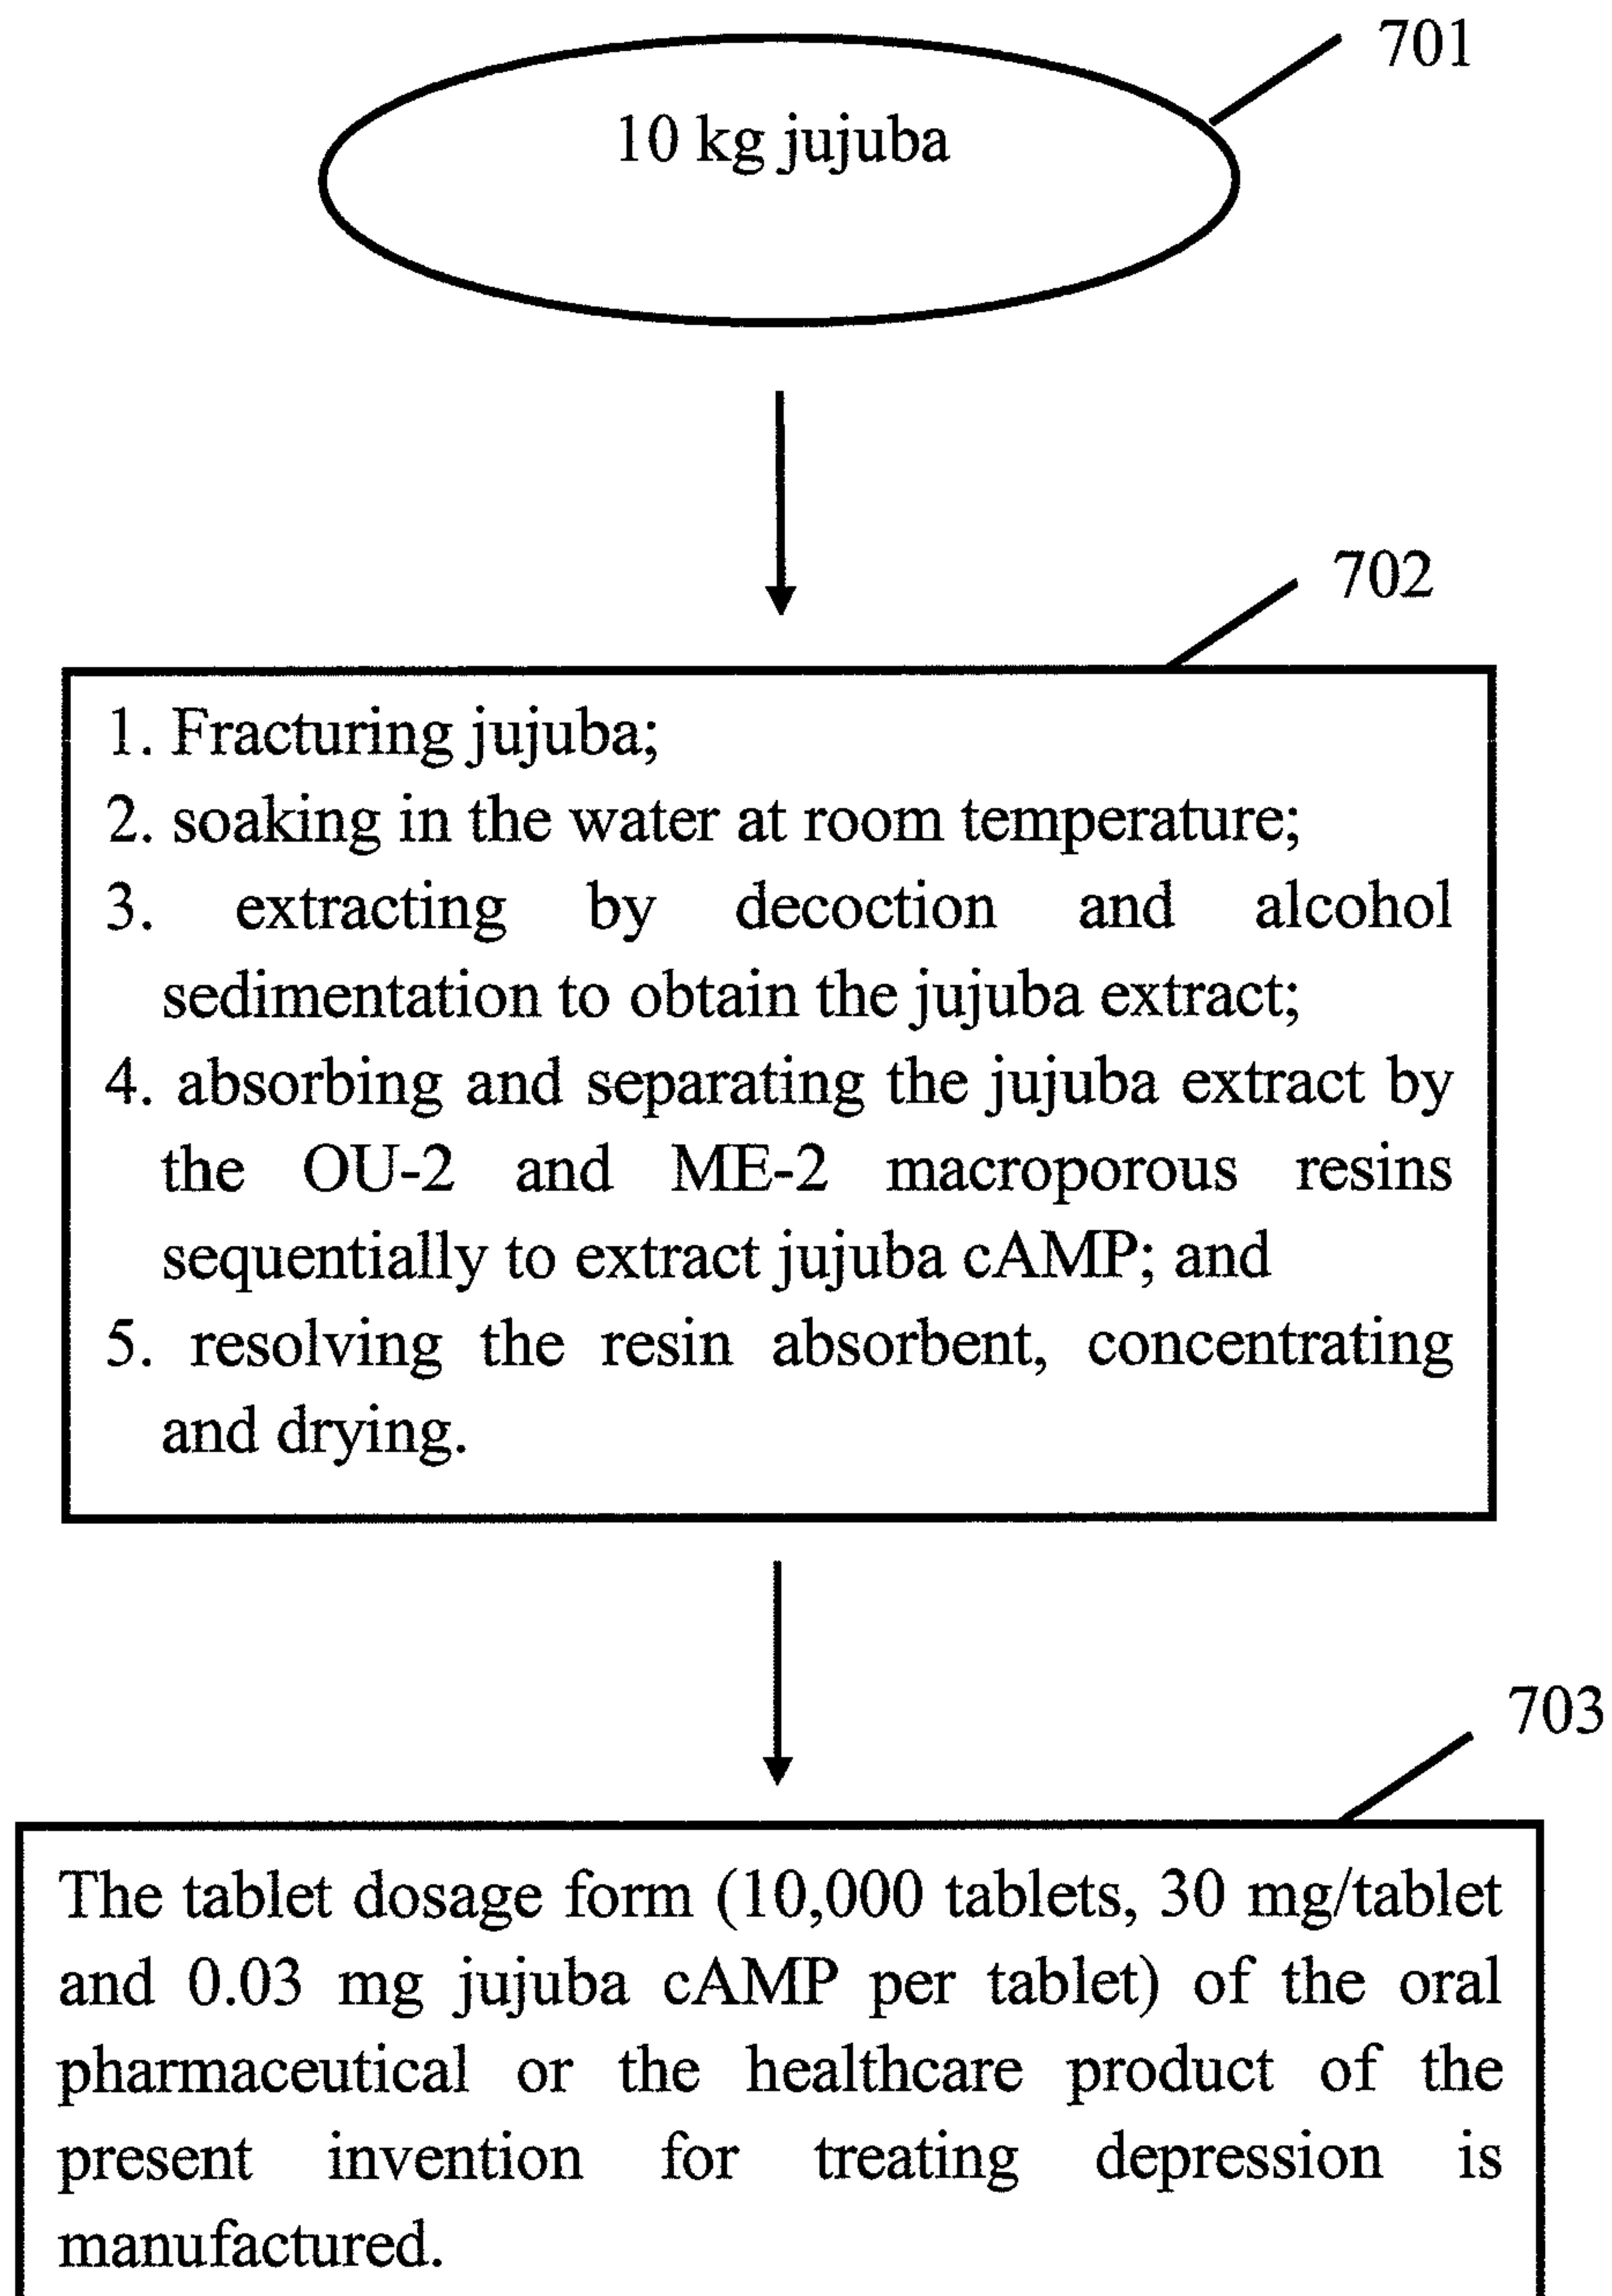 701
10 kg jujuba
702
1. Fracturing jujuba;
2. soaking in the water at room temperature;
3. extracting by decoction and alcohol
sedimentation to obtain the jujuba extract;
4. absorbing and separating the jujuba extract by
the OU-2 and ME-2 macroporous resins
sequentially to extract jujuba cAMP; and
5. resolving the resin absorbent, concentrating
and drying.
703
The tablet dosage form (10,000 tablets, 30 mg/tablet
and 0.03 mg jujuba cAMP per tablet) of the oral
pharmaceutical or the healthcare product of the
present invention for treating depression is
manufactured.